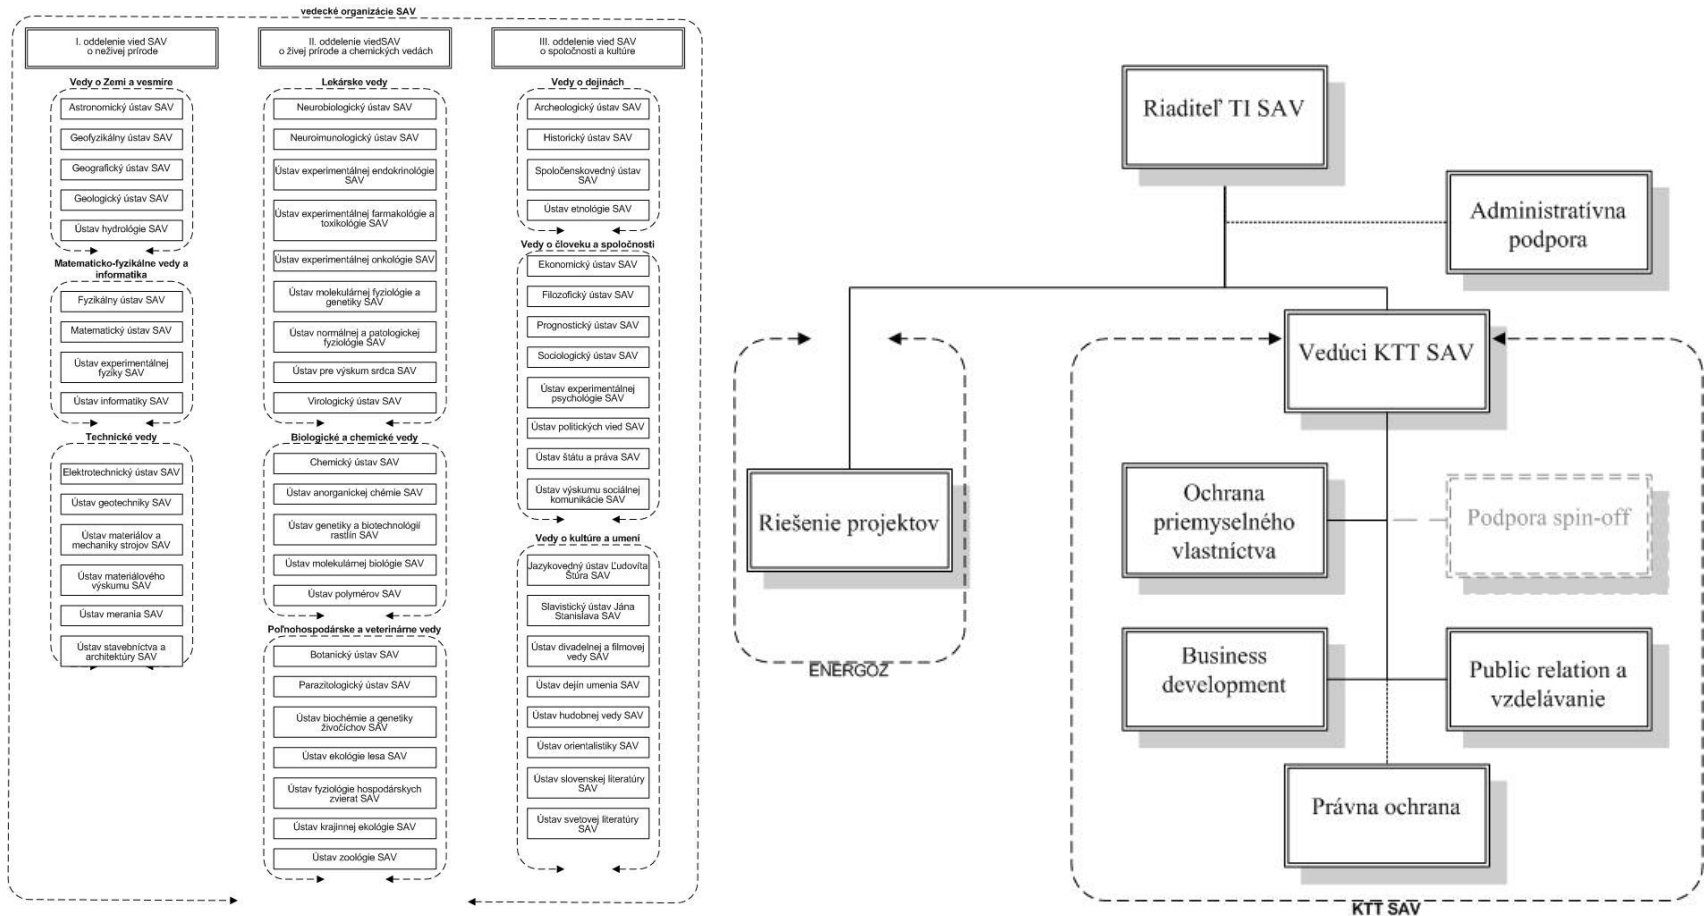 vedecké organizácie SAV
I. oddelenie vied SAV
o neživej prírode
Vedy o Zemi a vesmíre
Astronomický ústav SAV
Geofyzikálny ústav SAV
Geografický ústav SAV
Geologický ústav SAV
Ústav hydrológie SAV
Matematicko-fyzikálne vedy a
informatika
Fyzikálny ústav SAV
Matematický ústav SAV
Ústav experimentálnej
fyziky SAV
Ústav informatiky SAV
Technické vedy
Elektrotechnický ústav SAV
Ústav geotechniky SAV
Ústav materiálov a
mechaniky strojov SAV
Ústav materiálového
výskumu SAV
Ústav merania SAV
Ústav stavebníctva a
architektúry SAV
II. oddelenie viedSAV
o živej prírode a chemických vedách
Lekárske vedy
Neurobiologický ústav SAV
Neuroimunologický ústav SAV
Ústav experimentálnej endokrinológie
SAV
Ústav experimentálnej farmakológie a
toxikológie SAV
Ústav experimentálnej onkológie SAV
Ústav molekulárnej fyziológie a
genetiky SAV
Ústav normálnej a patologickej
fyziológie SAV
Ústav pre výskum srdca SAV
Virologický ústav SAV
Biologické a chemické vedy
Chemický ústav SAV
Ústav anorganickej chémie SAV
Ústav genetiky a biotechnológií
rastlín SAV
Ústav molekulárnej biológie SAV
Ústav polymérov SAV
Poľnohospodárske a veterinárne vedy
Botanický ústav SAV
Parazitologický ústav SAV
Ústav biochémie a genetiky
živočíchov SAV
Ústav ekológie lesa SAV
Ústav fyziológie hospodárskych
zvierat SAV
Ústav krajinnej ekológie SAV
Ústav zoológie SAV
III. oddelenie vied SAV
o spoločnosti a kultúre
Vedy o dejinách
Archeologický ústav SAV
Historický ústav SAV
Spoločenskovedný ústav
SAV
Ústav etnológie SAV
Vedy o človeku a spoločnosti
Ekonomický ústav SAV
Filozofický ústav SAV
Prognostický ústav SAV
Sociologický ústav SAV
Ústav experimentálnej
psychológie SAV
Ústav politických vied SAV
Ústav štátu a práva SAV
Ústav výskumu sociálnej
komunikácie SAV
Vedy o kultúre a umení
Jazykovedný ústav Ľudovíta
Štúra SAV
Slavistický ústav Jána
Stanislava SAV
Ústav divadelnej a filmovej
vedy SAV
Ústav dejín umenia SAV
Ústav hudobnej vedy SAV
Ústav orientalistiky SAV
Ústav slovenskej literatúry
SAV
Ústav svetovej literatúry
SAV
Riaditeľ TI SAV
Administratívna
podpora
Vedúci KTT SAV
Riešenie projektov
ENERGOZ
Ochrana
priemyselného
vlastníctva
Podpora spin-off
Business
development
Public relation a
vzdelávanie
Právna ochrana
KTT SAV